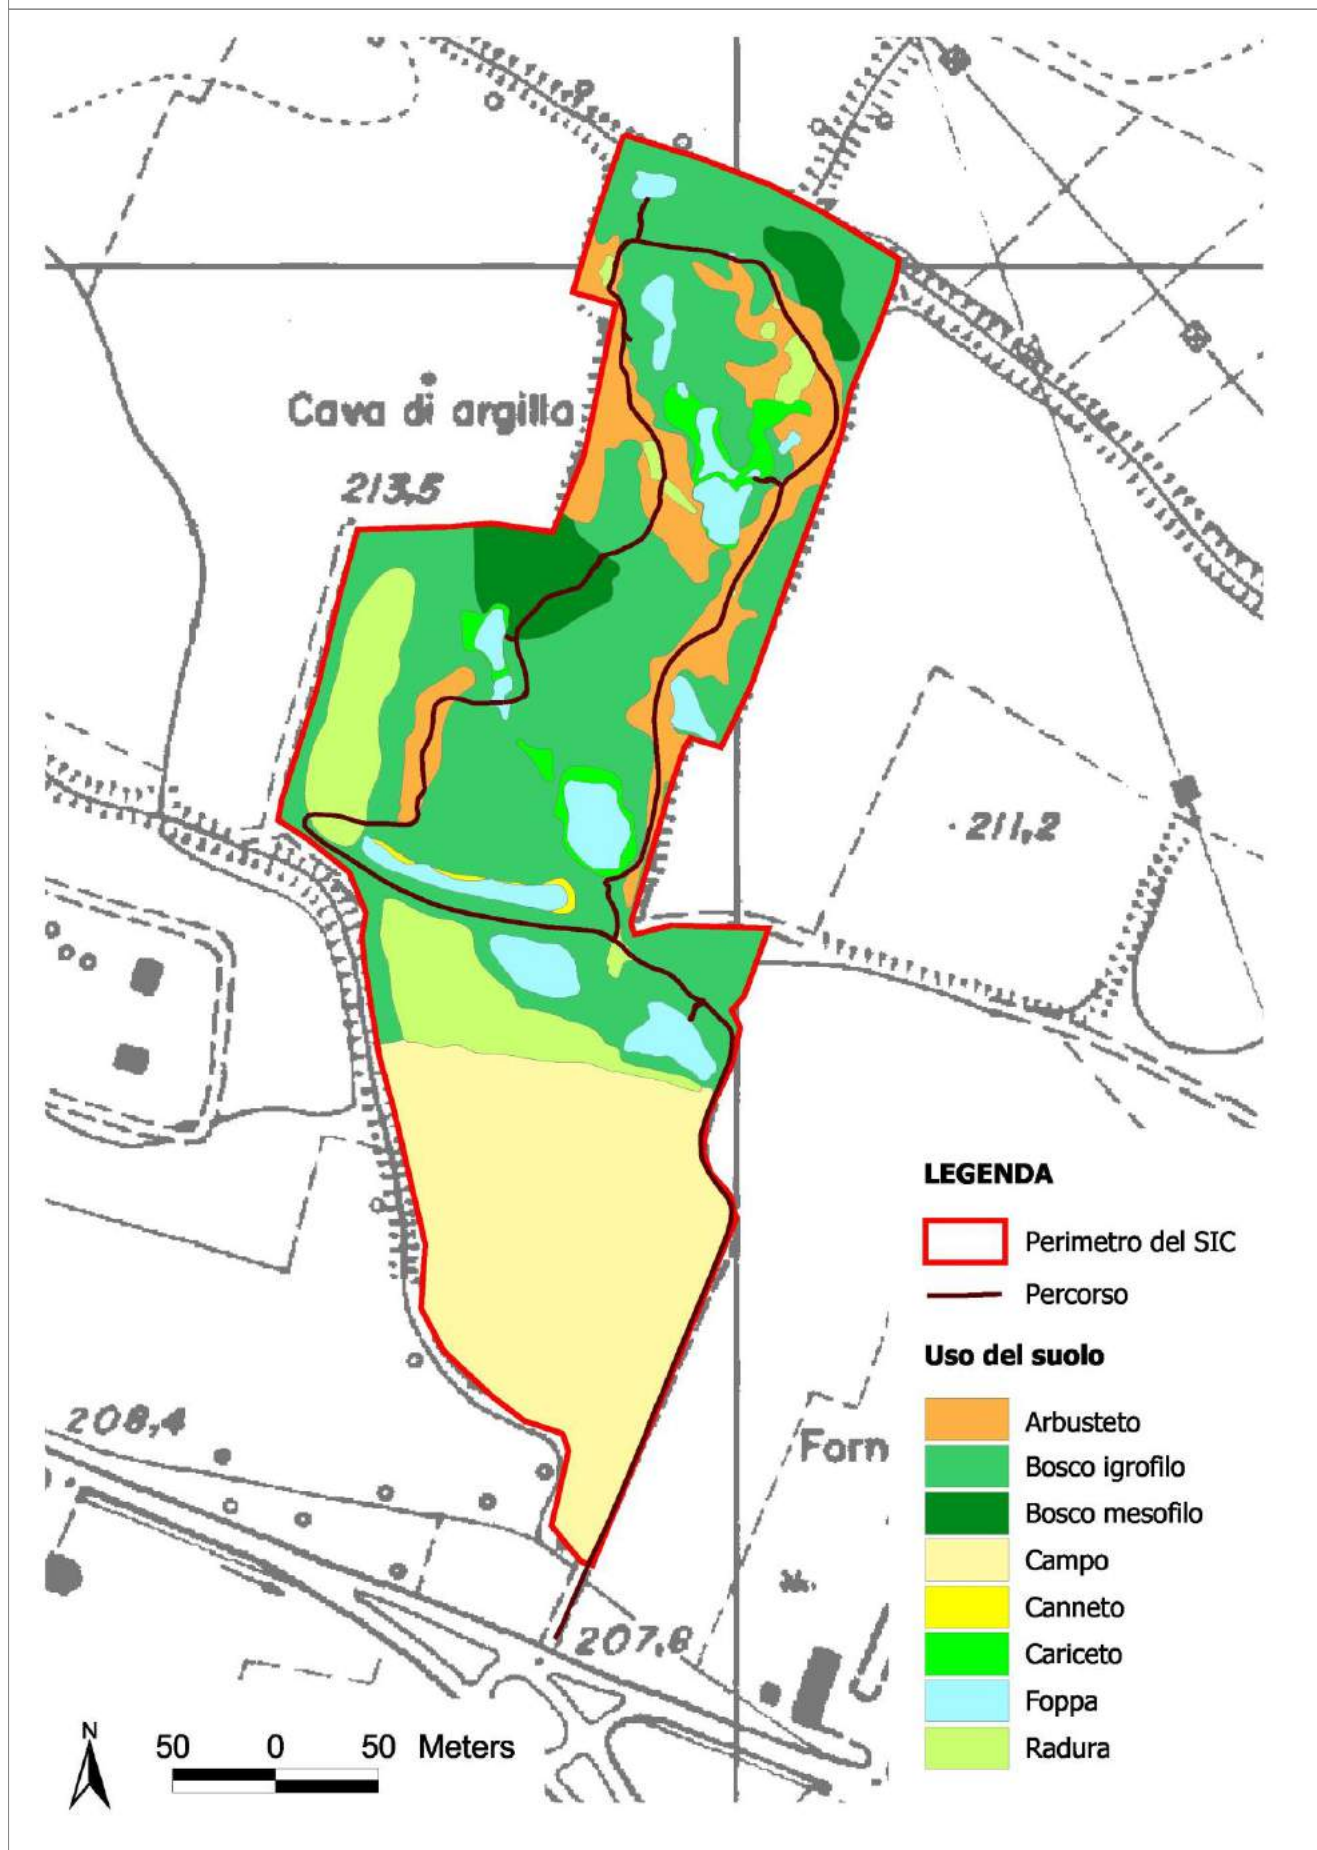 Cava di argilla
213,5
211,2
LEGENDA
Perimetro del SIC
Percorso
Uso del suolo
208,4
Arbusteto
Forn
Bosco igrofilo
Bosco mesofilo
Campo
Canneto
207,8
Cariceto
Foppa
N
50 0 50 Meters
Radura